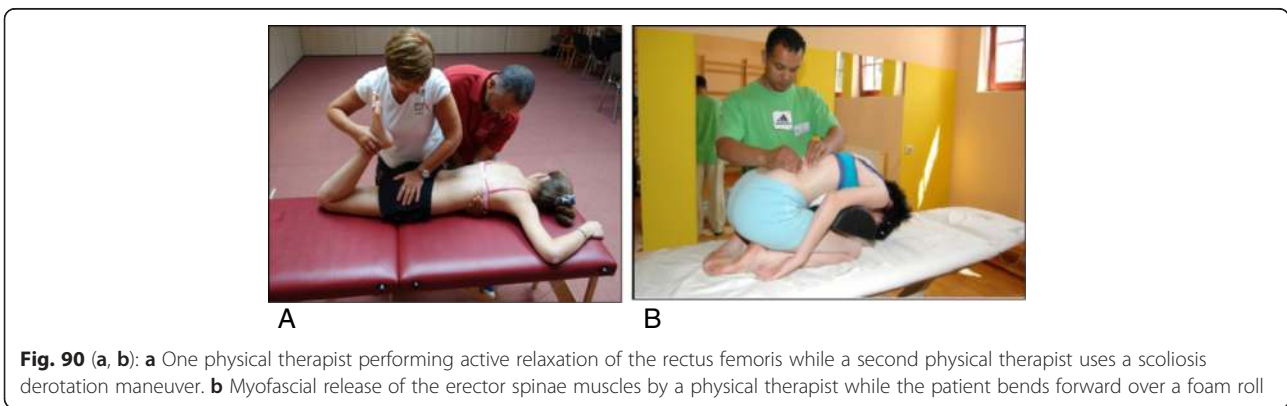 A
B
Fig. 90 (a, b): a One physical therapist performing active relaxation of the rectus femoris while a second physical therapist uses a scoliosis
derotation maneuver. b Myofascial release of the erector spinae muscles by a physical therapist while the patient bends forward over a foam roll